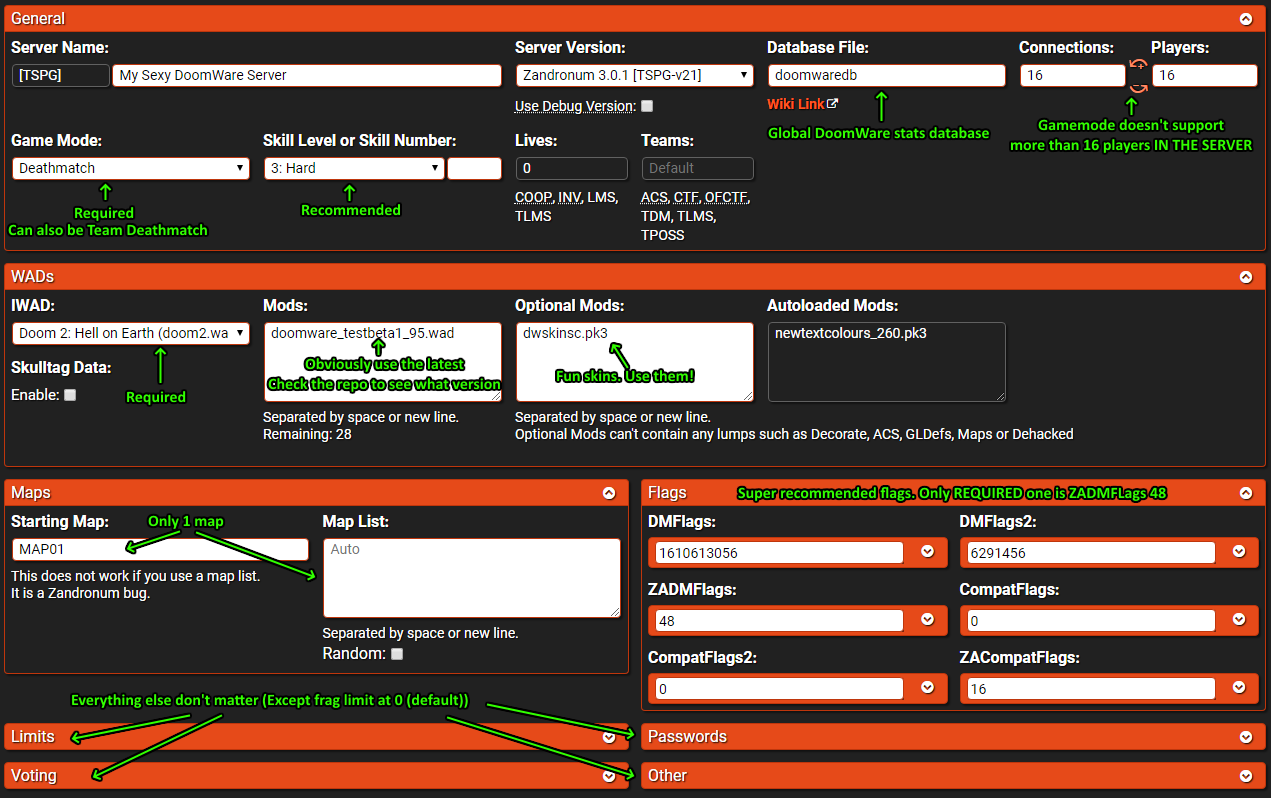 General
Server Name:
Server Version:
Database File:
Connections:
Players:
[TSPG]
My Sexy DoomWare Server
Zandronum 3.0.1 [TSPG-v21]
doomwaredb
16
16
Use Debug Version:
Wiki Link
Global DoomWare stats database
Gamemode doesn't support
more than 16 players IN THE SERVER
Game Mode:
Skill Level or Skill Number:
Lives:
Teams:
Deathmatch
3: Hard
0
Default
Required
Can also be Team Deathmatch
Recommended
COOP, INV, LMS,
TLMS
ACS, CTF, OFCTF,
TDM, TLMS,
TPOSS
WADs
IWAD:
Mods:
Optional Mods:
Autoloaded Mods:
Doom 2: Hell on Earth (doom2.wa
doomware_testbeta1_95.wad
dwskinsc.pk3
newtextcolours_260.pk3
Skulltag Data:
Enable:
Required
Obviously use the latest
Check the repo to see what version
Fun skins. Use them!
Separated by space or new line.
Remaining: 28
Separated by space or new line.
Optional Mods can't contain any lumps such as Decorate, ACS, GLDefs, Maps or Dehacked
Maps
Starting Map:
Only 1 map
Map List:
MAP01
Auto
This does not work if you use a map list.
It is a Zandronum bug.
Separated by space or new line.
Random:
Flags
Super recommended flags. Only REQUIRED one is ZADMFLags 48
DMFlags:
DMFlags2:
1610613056
6291456
ZADMFlags:
CompatFlags:
48
0
CompatFlags2:
ZACompatFlags:
0
16
Everything else don't matter (Except frag limit at 0 (default))
Limits
Passwords
Voting
Other